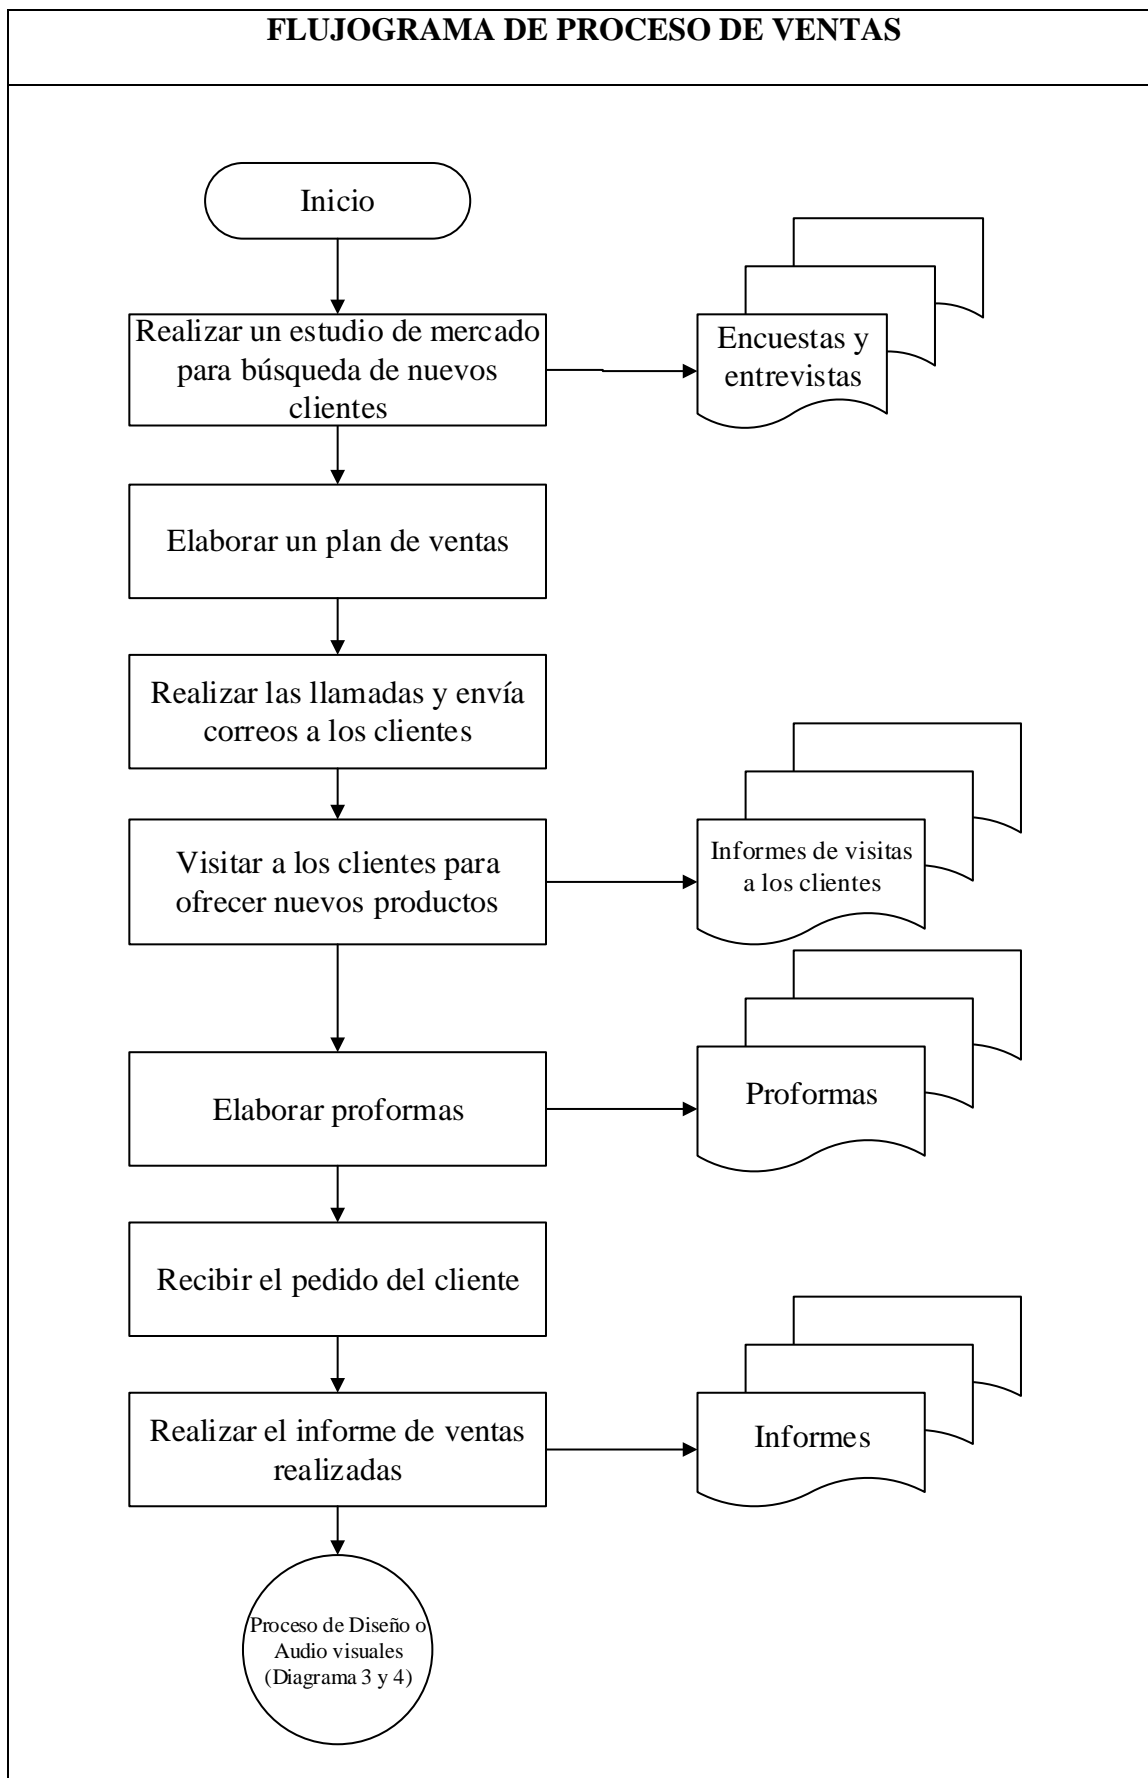 FLUJOGRAMA DE PROCESO DE VENTAS
Inicio
Realizar un estudio de mercado
para búsqueda de nuevos
clientes
Encuestas y
entrevistas
Elaborar un plan de ventas
Realizar las llamadas y envía
correos a los clientes
Visitar a los clientes para
ofrecer nuevos productos
Informes de visitas
a los clientes
Elaborar proformas
Proformas
Recibir el pedido del cliente
Realizar el informe de ventas
realizadas
Informes
Proceso de Diseño o
Audio visuales
(Diagrama 3 y 4)